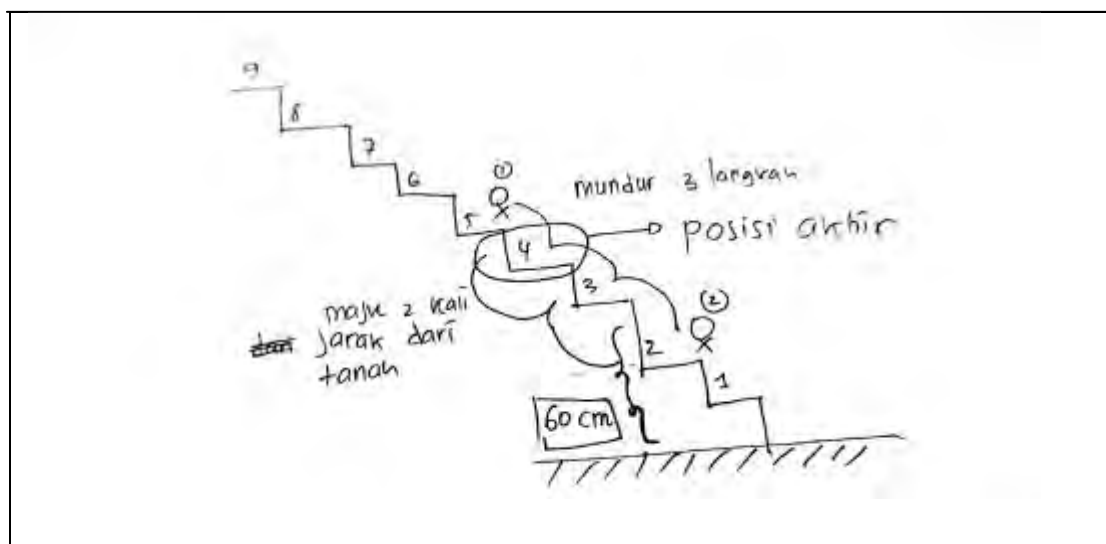 9
8
7
6
5
4
3
2
1
①
mundur 3 langkah
posisi akhir
maju 2 kali
jarak dari
tanah
②
60 cm